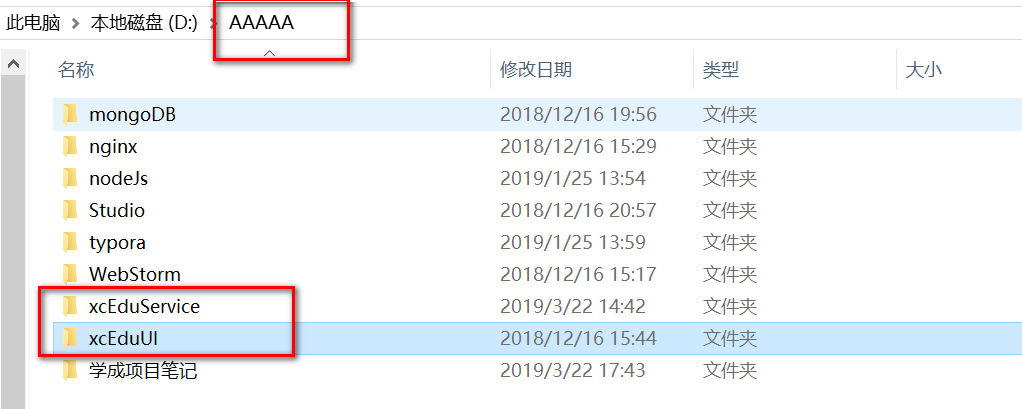 此电脑 > 本地磁盘 (D:) > AAAAA
名称 修改日期 类型 大小
mongoDB 2018/12/16 19:56 文件夹
nginx 2018/12/16 15:29 文件夹
nodeJs 2019/1/25 13:54 文件夹
Studio 2018/12/16 20:57 文件夹
typora 2019/1/25 13:59 文件夹
WebStorm 2018/12/16 15:17 文件夹
xcEduService 2019/3/22 14:42 文件夹
xcEduUI 2018/12/16 15:44 文件夹
学成项目笔记 2019/3/22 17:43 文件夹